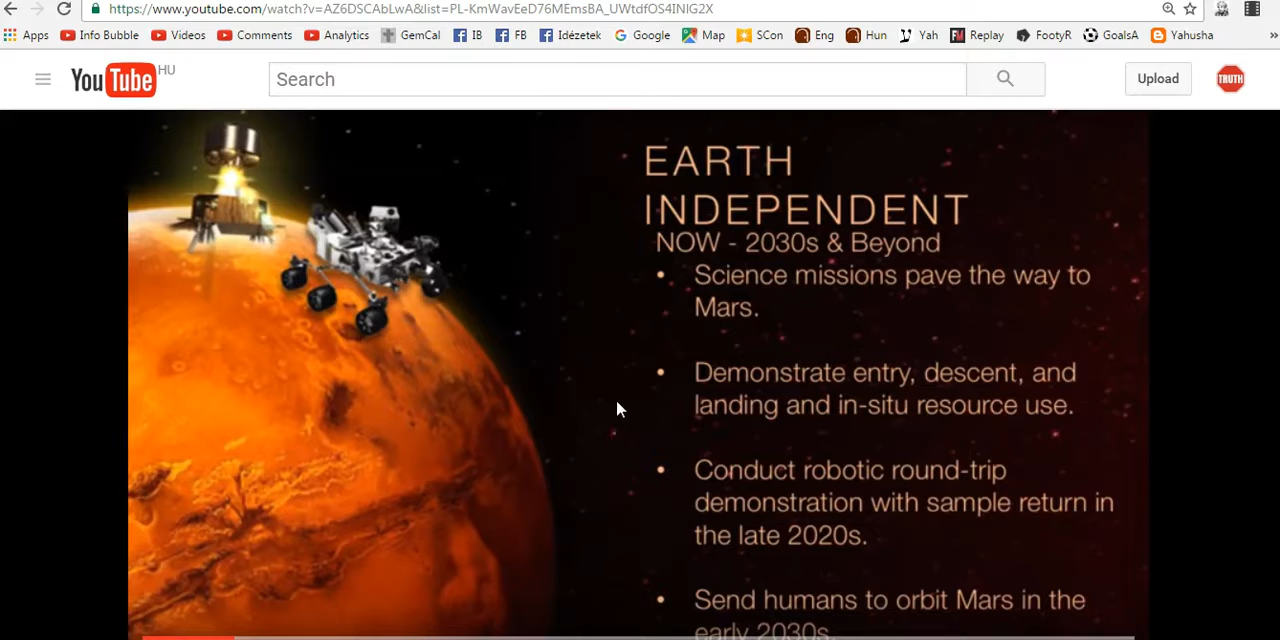 https://www.youtube.com/watch?v=AZ6DSCAbLwA&list=PL-KmWavEeD76MEmsBA_UWtdfOS4INlG2X
Apps Info Bubble Videos Comments Analytics GemCal IB FB Idézetek Google Map SCon Eng Hun Yah Replay FootyR GoalsA Yahusha »
YouTube HU Search Upload TRUTH
EARTH
INDEPENDENT
NOW - 2030s & Beyond
• Science missions pave the way to
Mars.
• Demonstrate entry, descent, and
landing and in-situ resource use.
• Conduct robotic round-trip
demonstration with sample return in
the late 2020s.
• Send humans to orbit Mars in the
early 2030s.